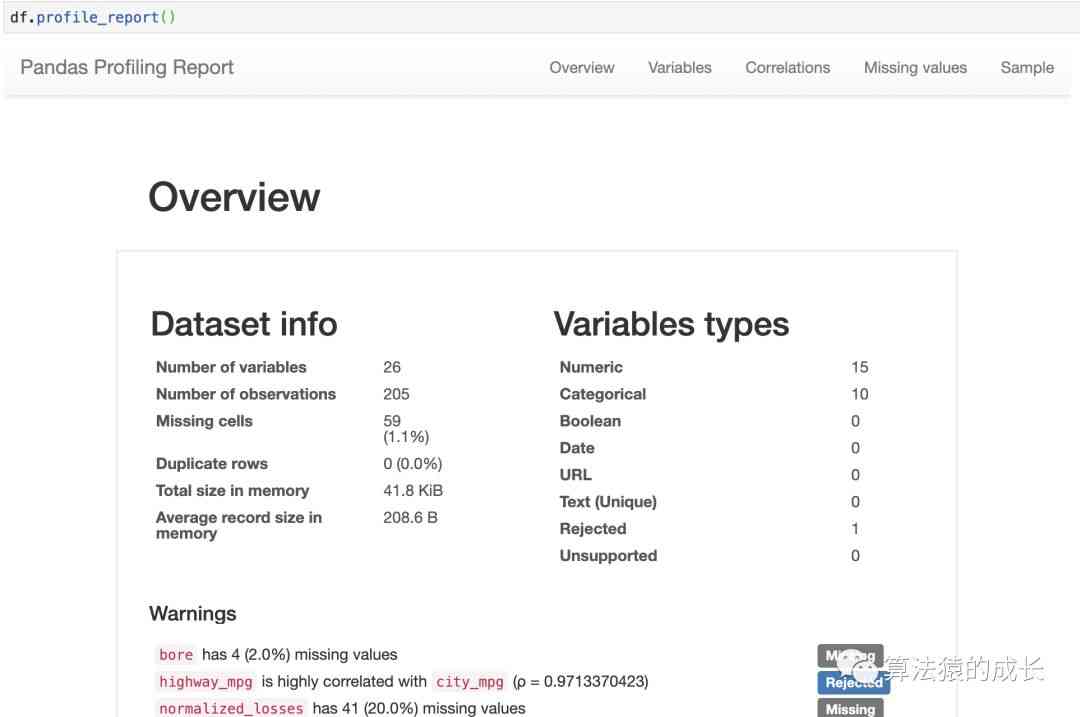 df.profile_report()
Pandas Profiling Report Overview Variables Correlations Missing values Sample
Overview
Dataset info
Number of variables 26
Number of observations 205
Missing cells 59
(1.1%)
Duplicate rows 0 (0.0%)
Total size in memory 41.8 KiB
Average record size in 208.6 B
memory
Variables types
Numeric 15
Categorical 10
Boolean 0
Date 0
URL 0
Text (Unique) 0
Rejected 1
Unsupported 0
Warnings
bore has 4 (2.0%) missing values Missing
highway_mpg is highly correlated with city_mpg (ρ = 0.9713370423) Rejected
normalized_losses has 41 (20.0%) missing values Missing
算法猿的成长